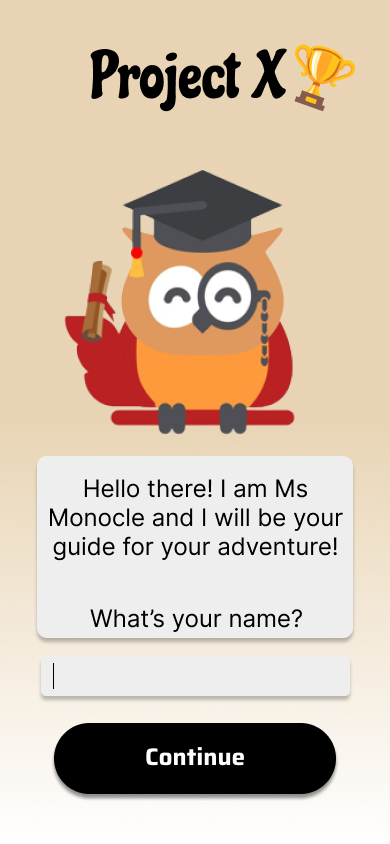 Project X
Hello there! I am Ms
Monocle and I will be your
guide for your adventure!
What’s your name?
Continue